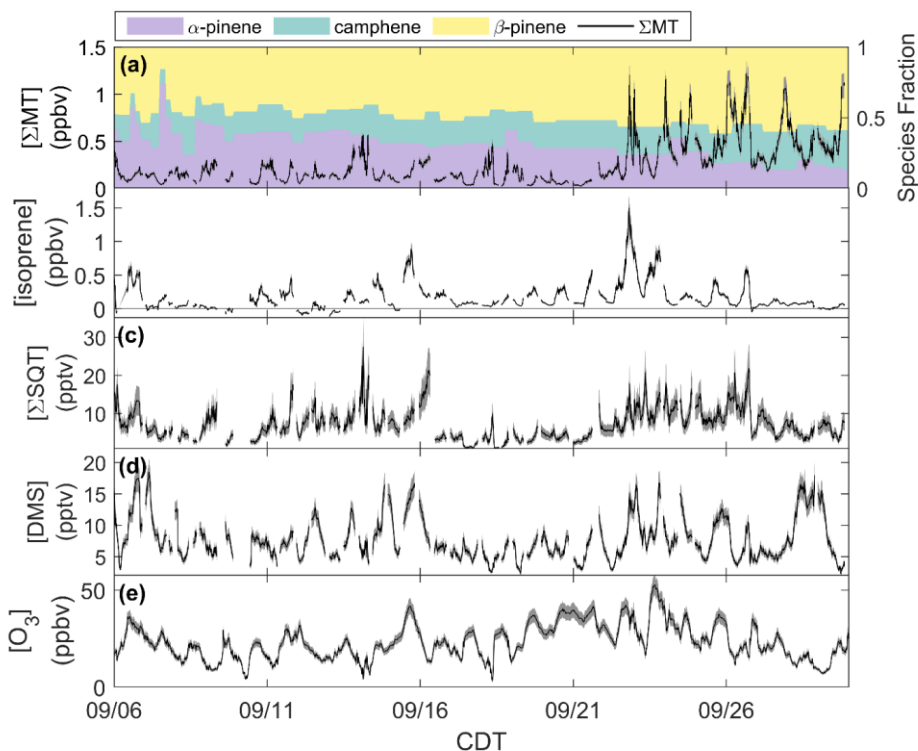 α-pinene camphene β-pinene ΣMT
(a)
[ΣMT]
(ppbv)
1.5
1
0.5
0
1
0.5
0
Species Fraction
[isoprene]
(ppbv)
1.5
1
0.5
0
(c)
[ΣSQT]
(pptv)
30
20
10
(d)
[DMS]
(pptv)
20
15
10
5
(e)
[O₃]
(ppbv)
50
0
09/06 09/11 09/16 09/21 09/26
CDT